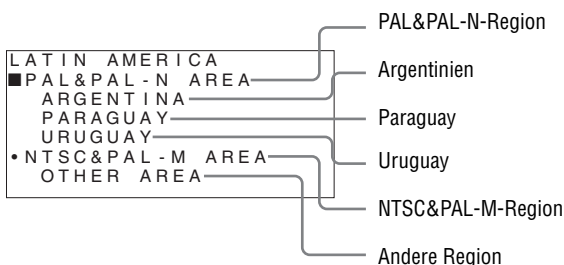 LATIN AMERICA
■PAL&PAL-N AREA
ARGENTINA
PARAGUAY
URUGUAY
•NTSC&PAL-M AREA
OTHER AREA
PAL&PAL-N-Region
Argentinien
Paraguay
Uruguay
NTSC&PAL-M-Region
Andere Region